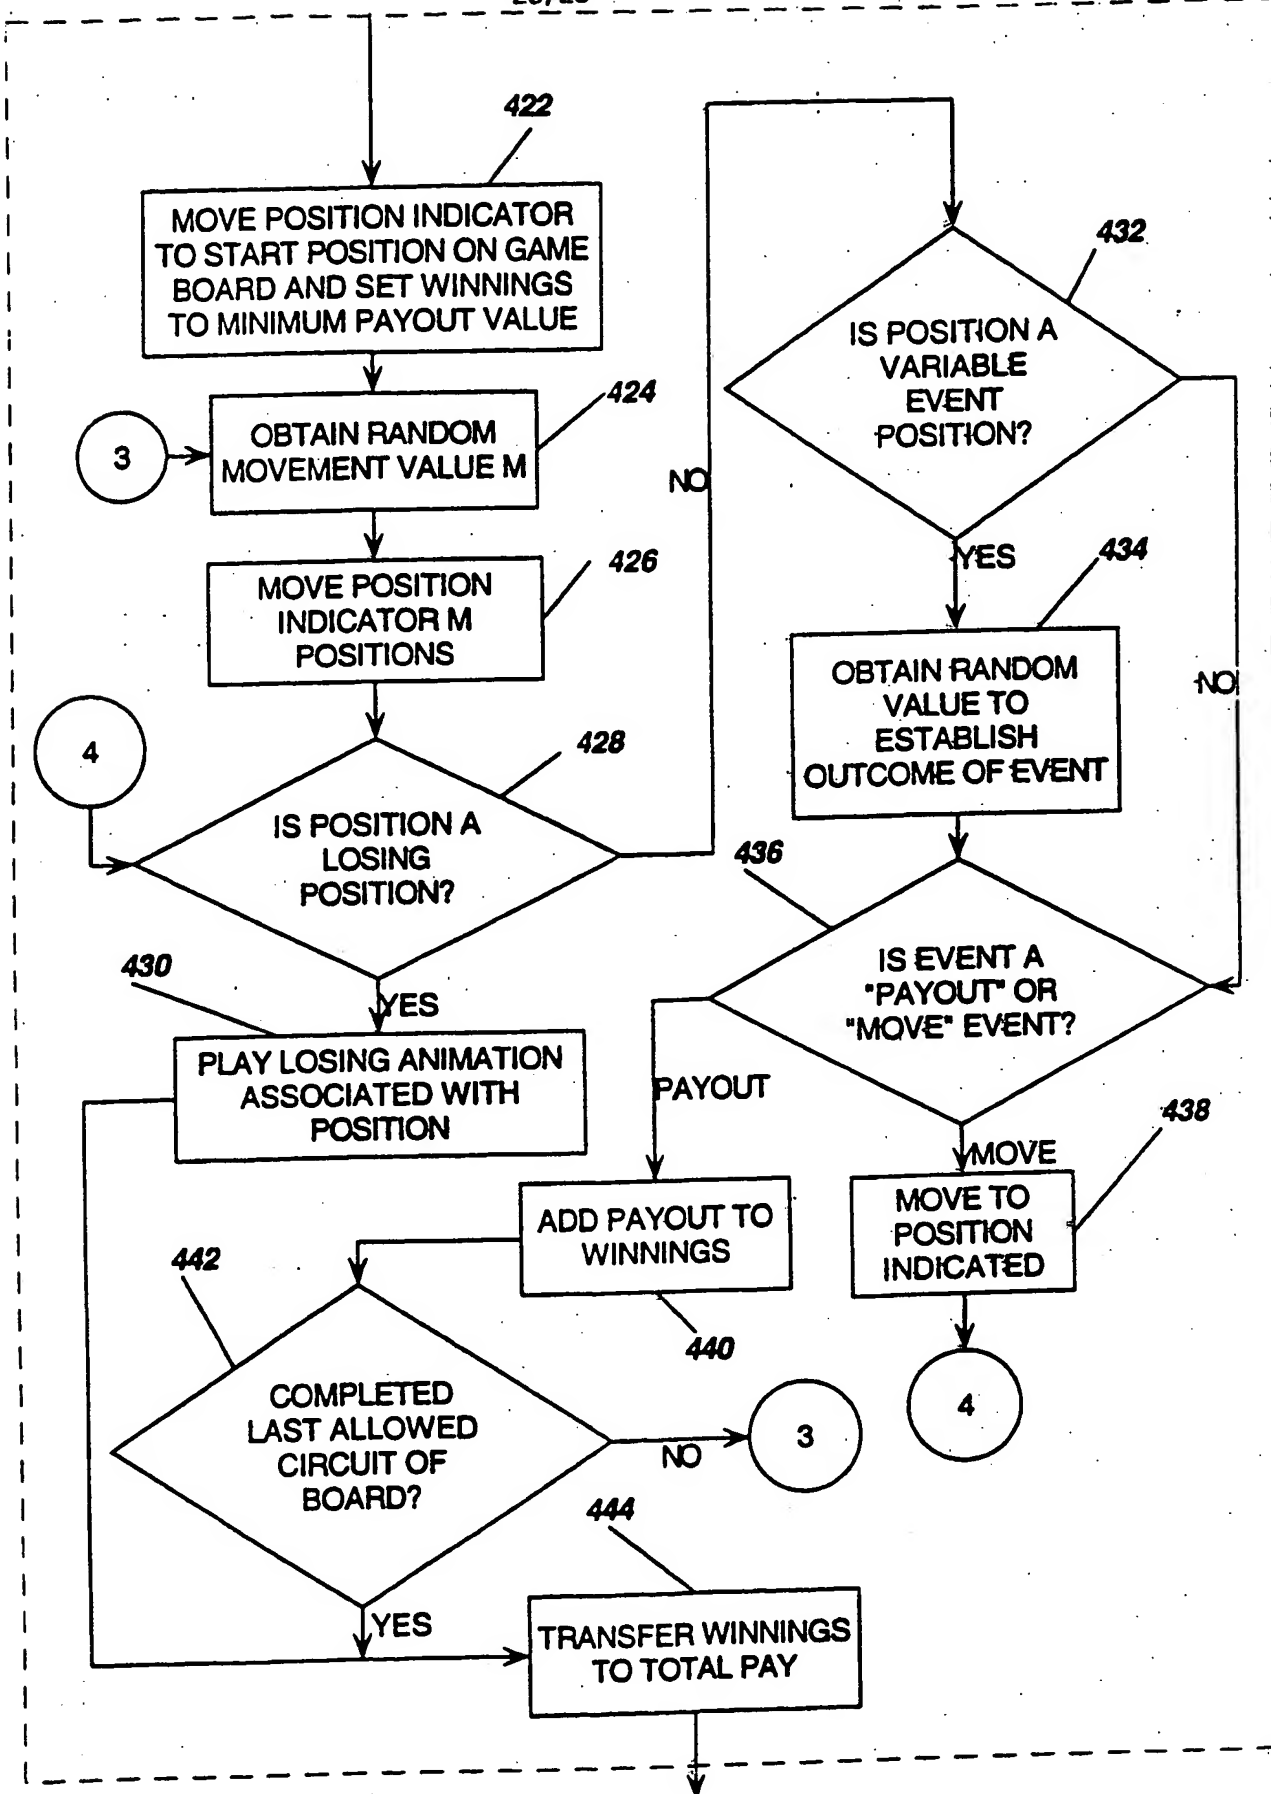 422
MOVE POSITION INDICATOR
TO START POSITION ON GAME
BOARD AND SET WINNINGS
TO MINIMUM PAYOUT VALUE
424
3
OBTAIN RANDOM
MOVEMENT VALUE M
426
MOVE POSITION
INDICATOR M
POSITIONS
4
428
IS POSITION A
LOSING
POSITION?
NO
YES
430
PLAY LOSING ANIMATION
ASSOCIATED WITH
POSITION
432
IS POSITION A
VARIABLE
EVENT
POSITION?
YES
NO
434
OBTAIN RANDOM
VALUE TO
ESTABLISH
OUTCOME OF EVENT
436
IS EVENT A
"PAYOUT" OR
"MOVE" EVENT?
PAYOUT
MOVE
438
MOVE TO
POSITION
INDICATED
4
ADD PAYOUT TO
WINNINGS
440
442
COMPLETED
LAST ALLOWED
CIRCUIT OF
BOARD?
NO
3
YES
444
TRANSFER WINNINGS
TO TOTAL PAY